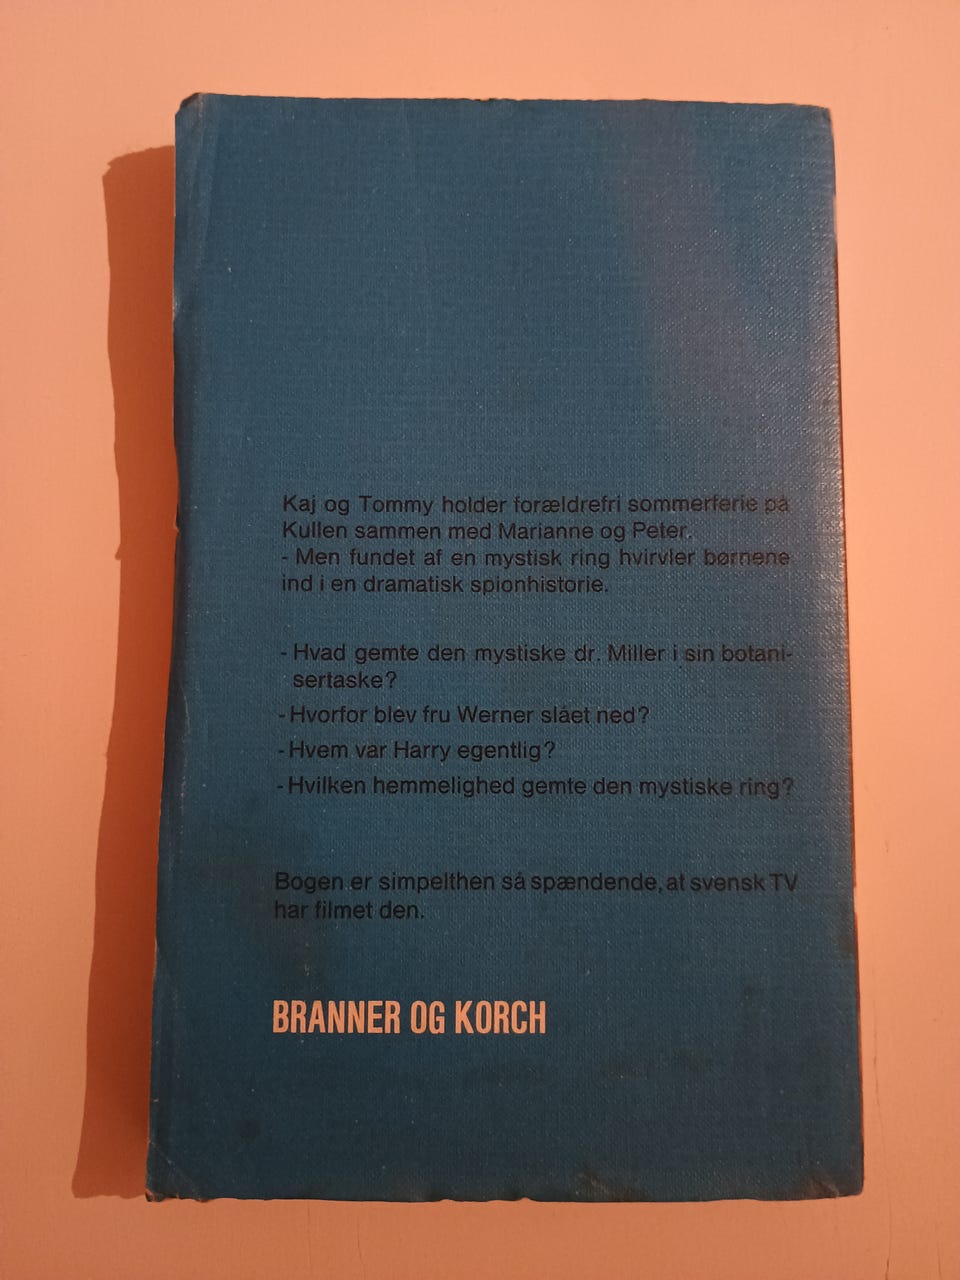 Kaj og Tommy holder forældrefri sommerferie på
Kullen sammen med Marianne og Peter.
- Men fundet af en mystisk ring hvirvler børnene
ind i en dramatisk spionhistorie.
- Hvad gemte den mystiske dr. Miller i sin botani-
sertaske?
- Hvorfor blev fru Werner slået ned?
- Hvem var Harry egentlig?
- Hvilken hemmelighed gemte den mystiske ring?
Bogen er simpelthen så spændende, at svensk TV
har filmet den.
BRANNER OG KORCH